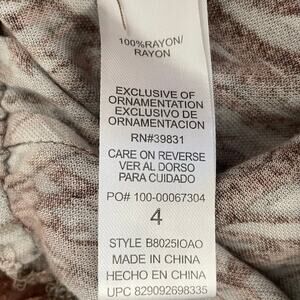 100%RAYON/
RAYON
EXCLUSIVE OF
ORNAMENTATION
EXCLUSIVO DE
ORNAMENTACION
RN#39831
CARE ON REVERSE
VER AL DORSO
PARA CUIDADO
PO# 100-00067304
4
STYLE B8025IOAO
MADE IN CHINA
HECHO EN CHINA
UPC 829092698335